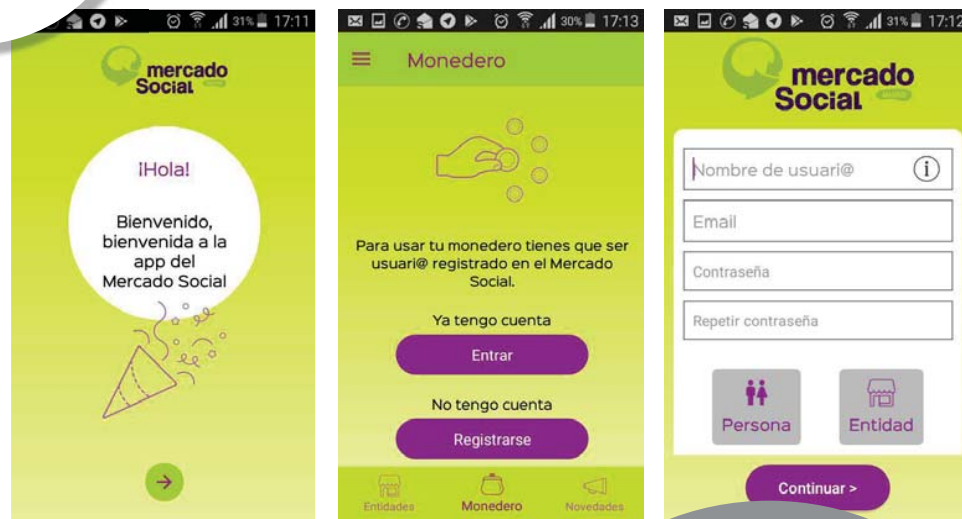 31% 17:11
mercado
Social
¡Hola!
Bienvenido,
bienvenida a la
app del
Mercado Social
30% 17:13
Monedero
Para usar tu monedero tienes que ser
usuari@ registrado en el Mercado
Social.
Ya tengo cuenta
Entrar
No tengo cuenta
Registrarse
Entidades
Monedero
Novedades
31% 17:12
mercado
Social
Nombre de usuari@
i
Email
Contraseña
Repetir contraseña
Persona
Entidad
Continuar >